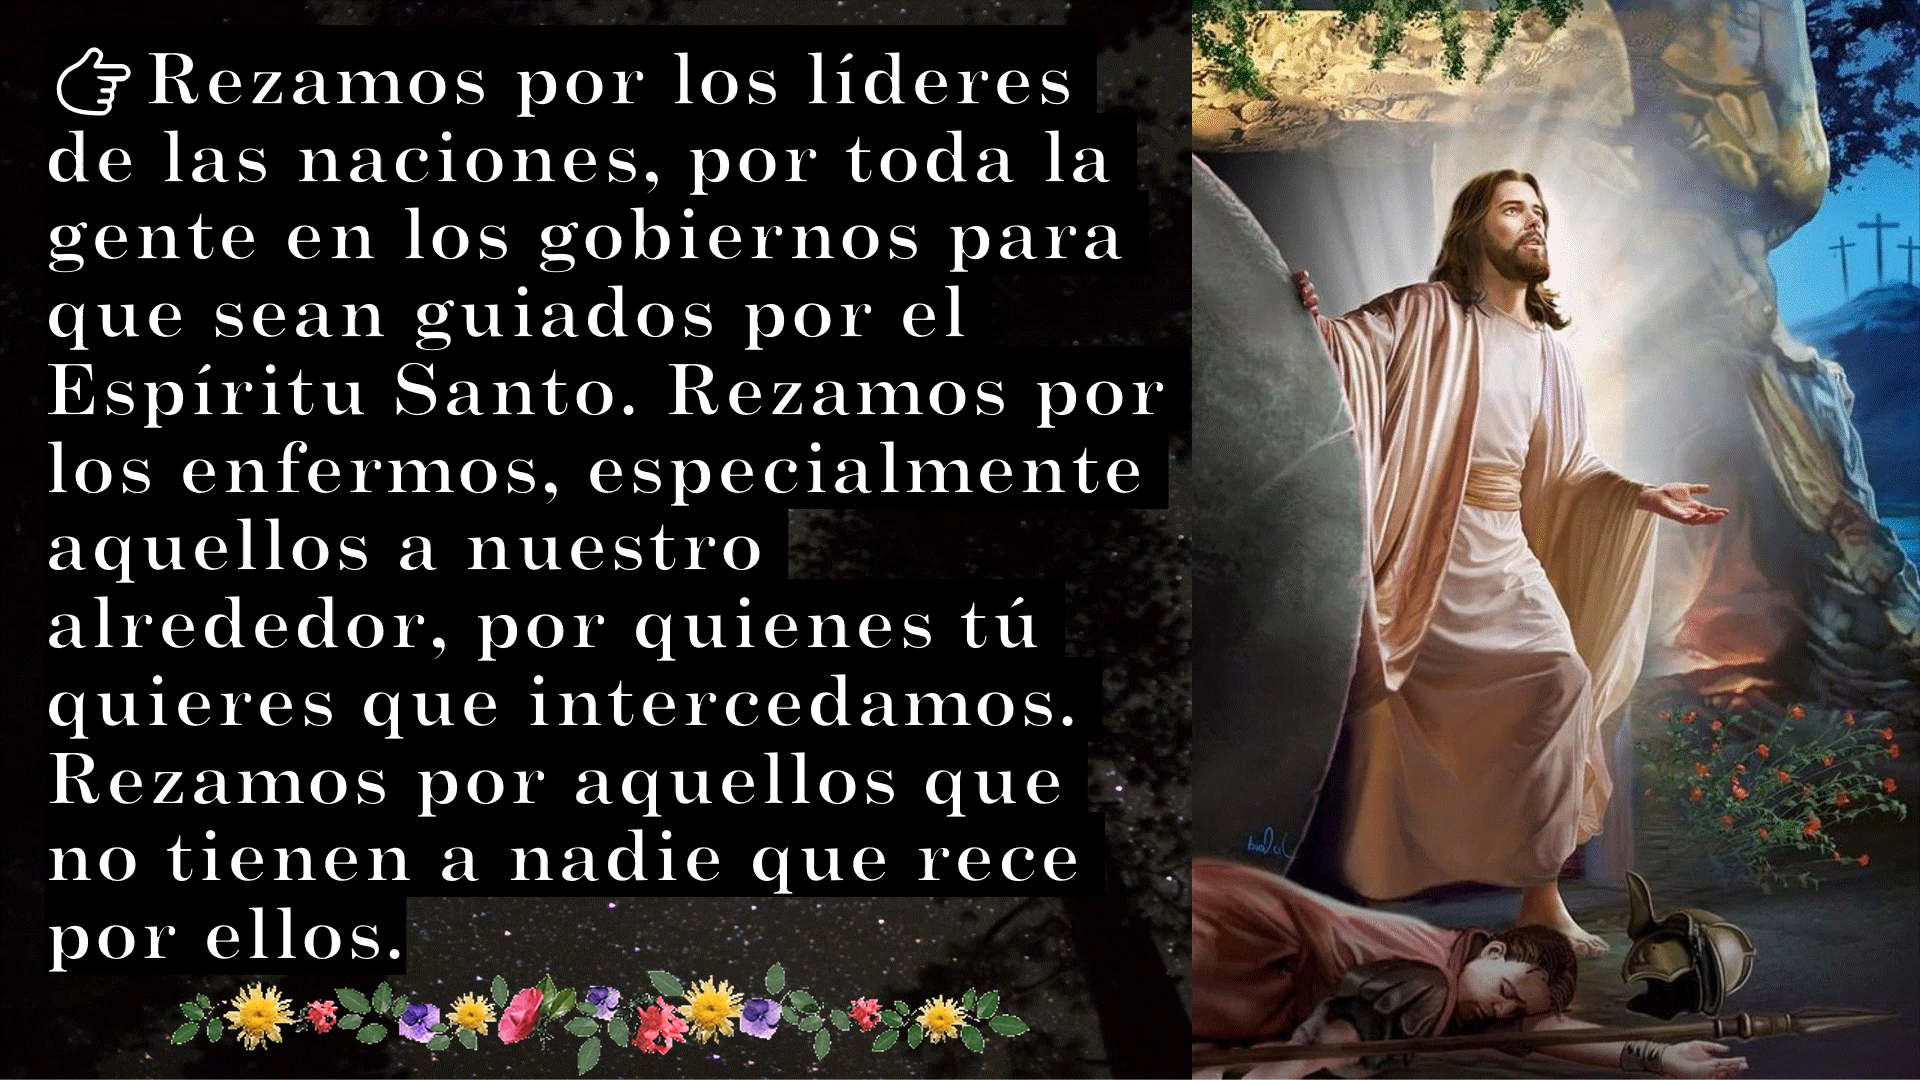 👉Rezamos por los líderes
de las naciones, por toda la
gente en los gobiernos para
que sean guiados por el
Espíritu Santo. Rezamos por
los enfermos, especialmente
aquellos a nuestro
alrededor, por quienes tú
quieres que intercedamos.
Rezamos por aquellos que
no tienen a nadie que rece
por ellos.